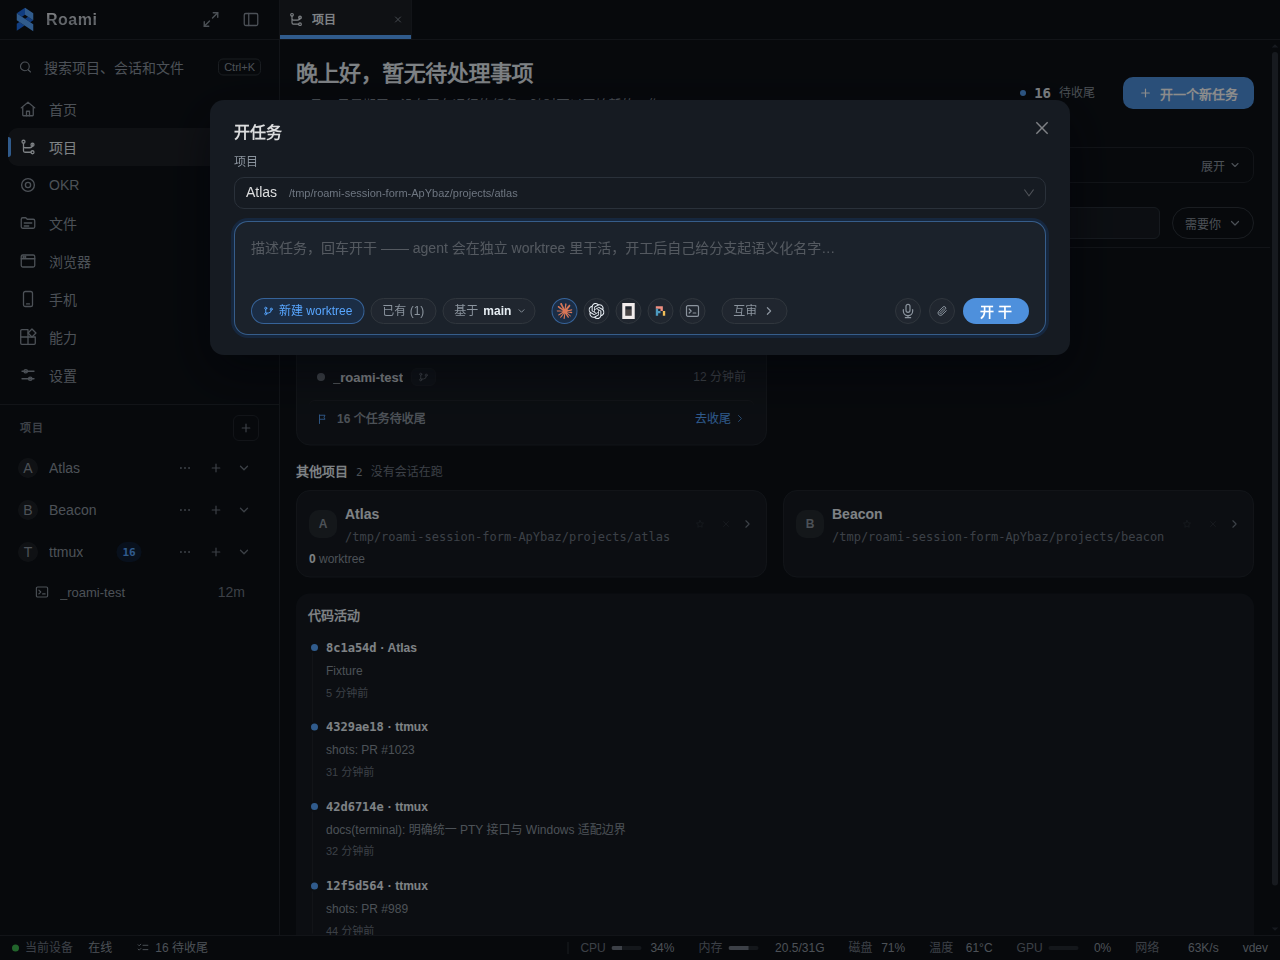 Roami
项目
搜索项目、会话和文件 Ctrl+K
首页
项目
OKR
文件
浏览器
手机
能力
设置
项目
A Atlas
B Beacon
T ttmux 16
_roami-test 12m
晚上好，暂无待处理事项
16 待收尾
开一个新任务
展开
需要你
开任务
项目
Atlas /tmp/roami-session-form-ApYbaz/projects/atlas
描述任务，回车开干 —— agent 会在独立 worktree 里干活，开工后自己给分支起语义化名字…
新建 worktree 已有 (1) 基于 main 互审 开 干
_roami-test 12 分钟前
16 个任务待收尾 去收尾
其他项目 2 没有会话在跑
A Atlas
/tmp/roami-session-form-ApYbaz/projects/atlas
0 worktree
B Beacon
/tmp/roami-session-form-ApYbaz/projects/beacon
代码活动
8c1a54d · Atlas
Fixture
5 分钟前
4329ae18 · ttmux
shots: PR #1023
31 分钟前
42d6714e · ttmux
docs(terminal): 明确统一 PTY 接口与 Windows 适配边界
32 分钟前
12f5d564 · ttmux
shots: PR #989
44 分钟前
当前设备 在线 16 待收尾 CPU 34% 内存 20.5/31G 磁盘 71% 温度 61°C GPU 0% 网络 63K/s vdev